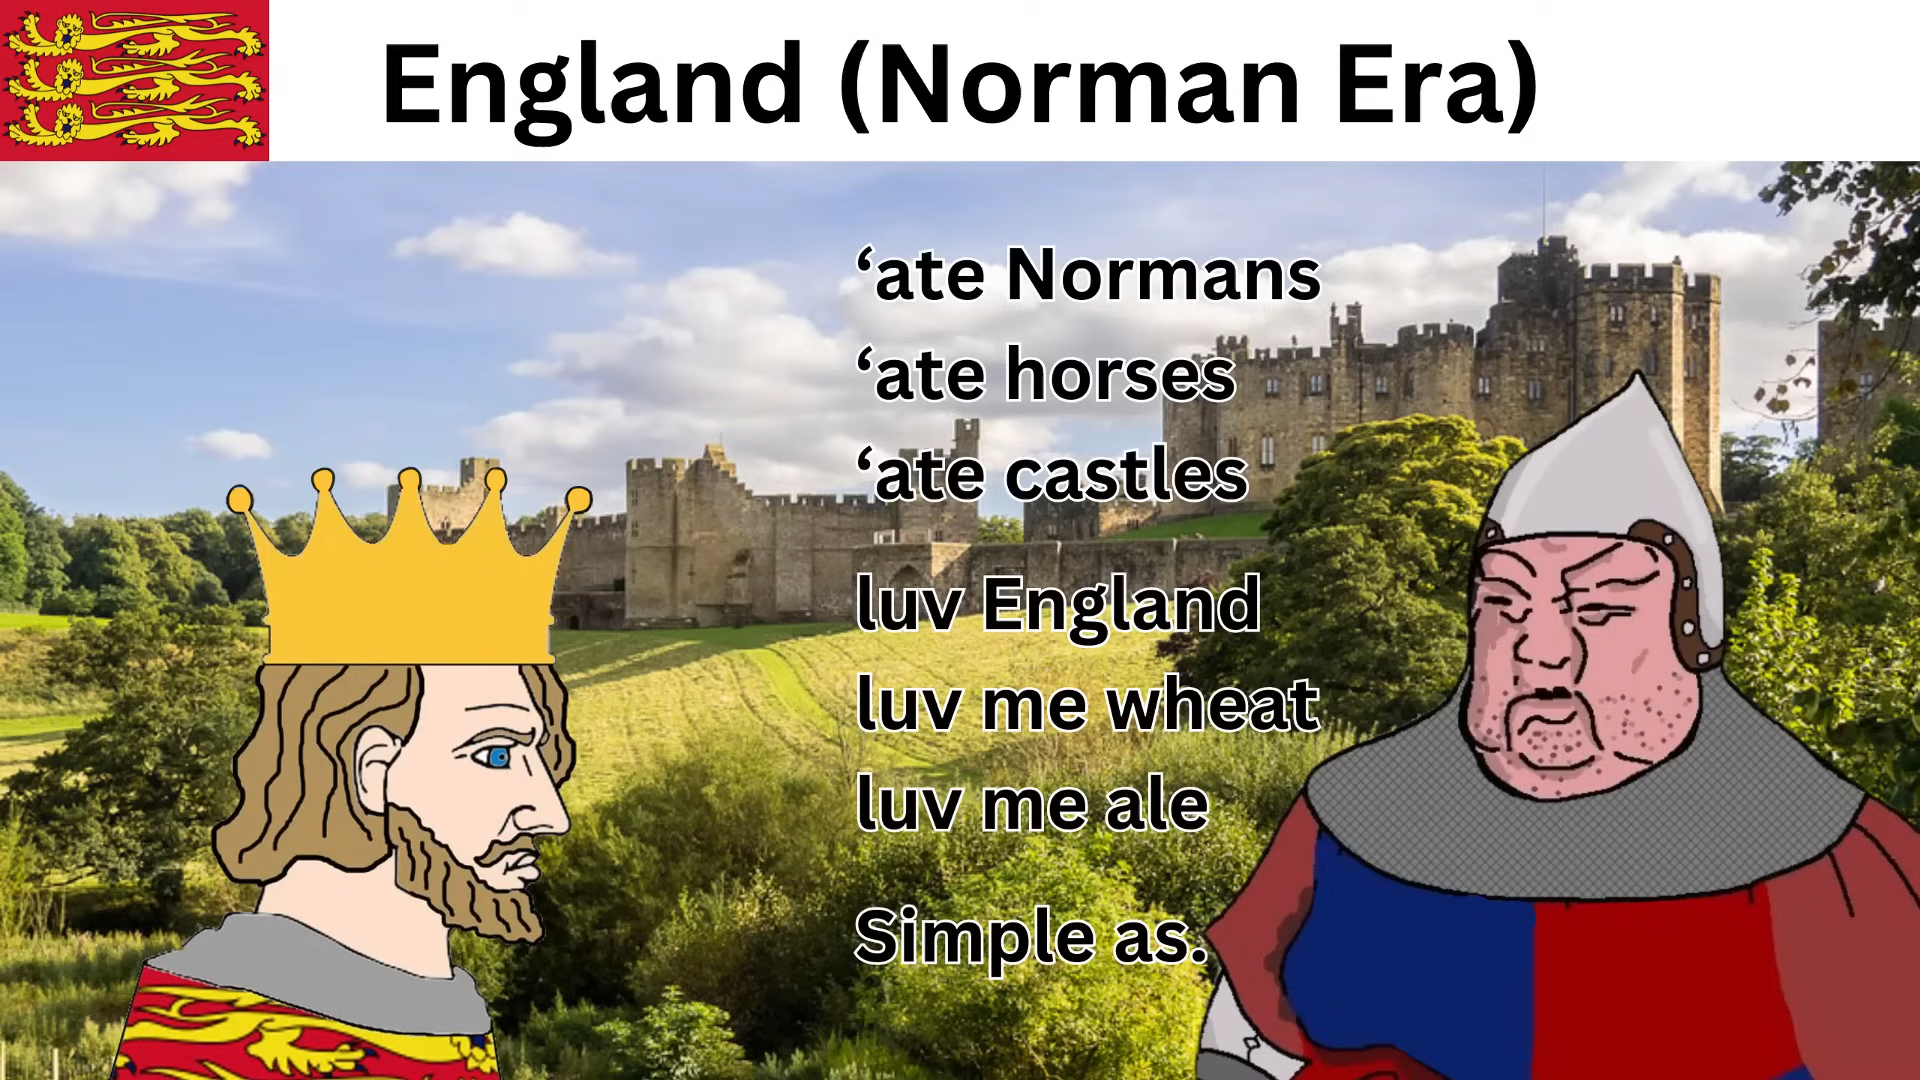 England (Norman Era)
‘ate Normans
‘ate horses
‘ate castles
luv England
luv me wheat
luv me ale
Simple as.